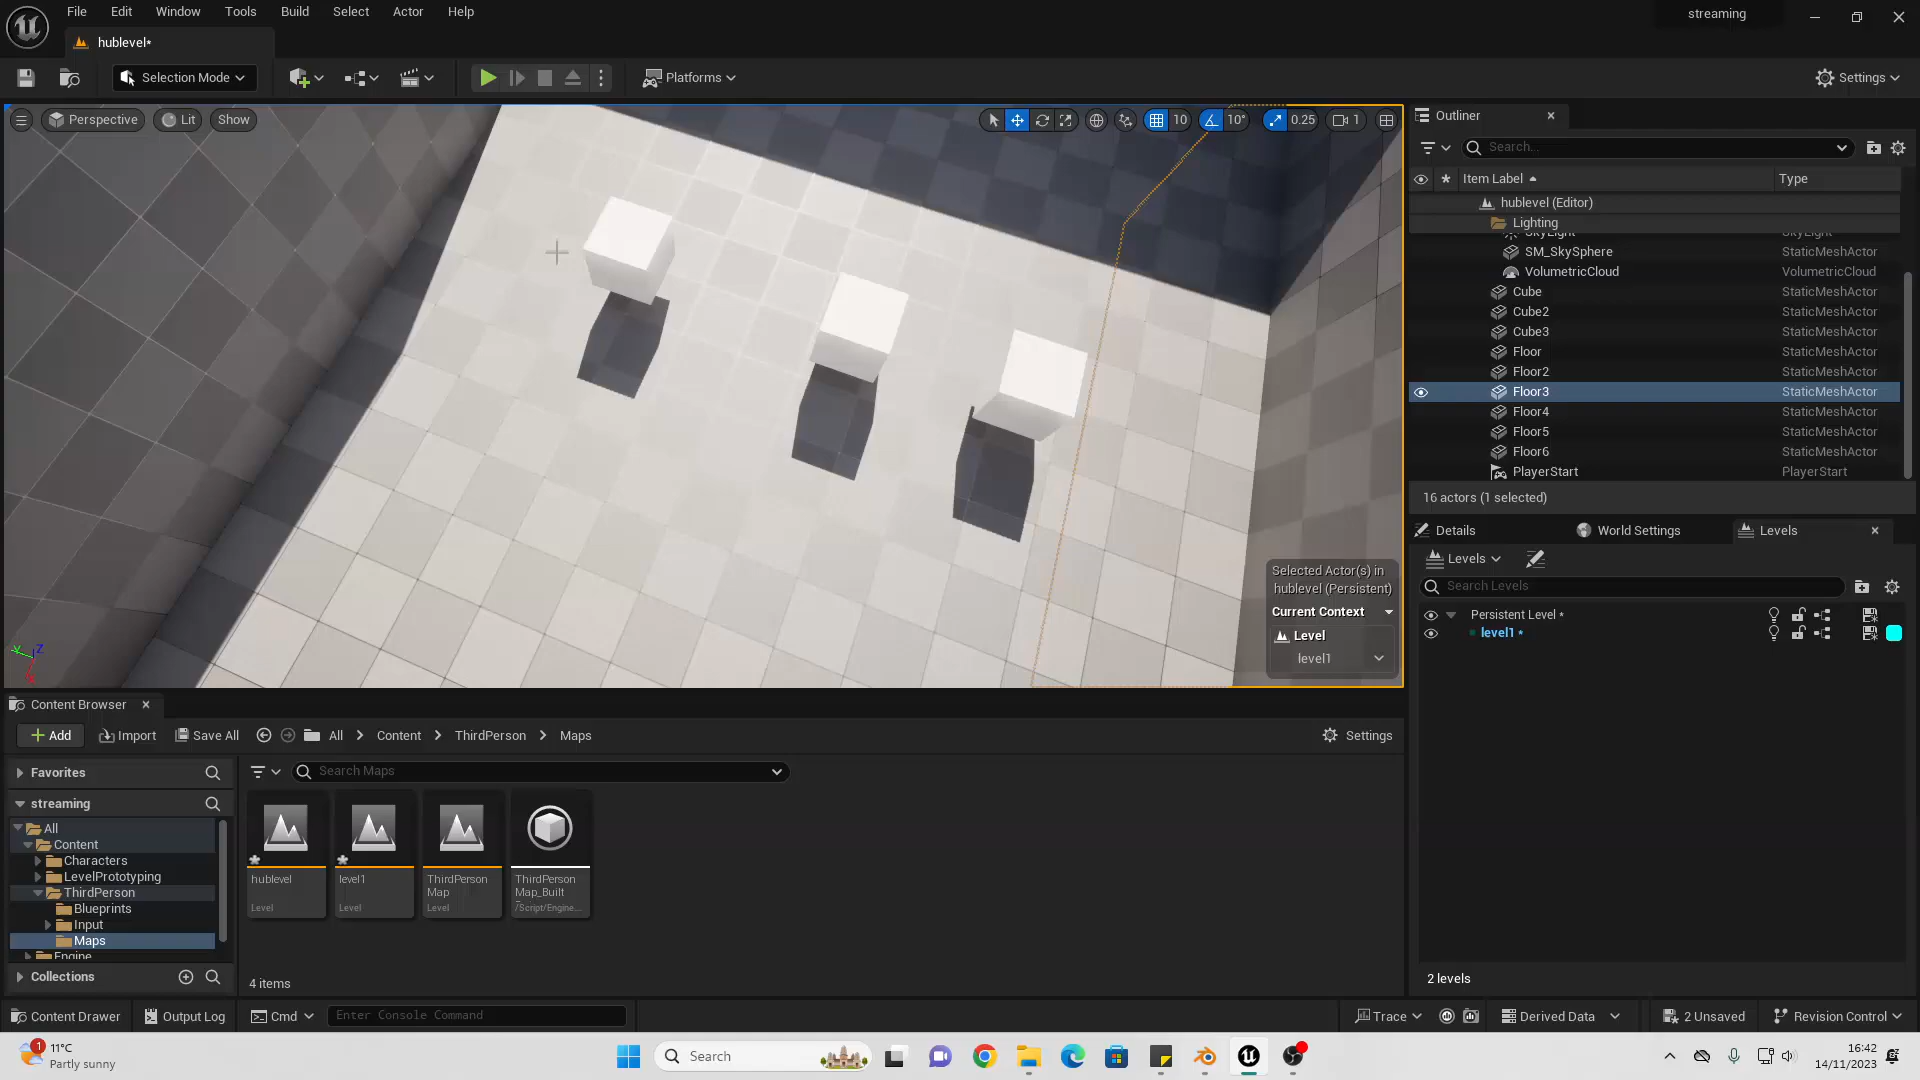 File Edit Window Tools Build Select Actor Help
streaming
hublevel*
Selection Mode
Platforms
Settings
Perspective
Lit
Show
10
10°
0.25
1
Outliner
Search...
Item Label
Type
hublevel (Editor)
Lighting
SkyLight SkyLight
SM_SkySphere StaticMeshActor
VolumetricCloud VolumetricCloud
Cube StaticMeshActor
Cube2 StaticMeshActor
Cube3 StaticMeshActor
Floor StaticMeshActor
Floor2 StaticMeshActor
Floor3 StaticMeshActor
Floor4 StaticMeshActor
Floor5 StaticMeshActor
Floor6 StaticMeshActor
PlayerStart PlayerStart
16 actors (1 selected)
Details
World Settings
Levels
Levels
Search Levels
Persistent Level *
level1 *
2 levels
Selected Actor(s) in
hublevel (Persistent)
Current Context
Level
level1
Y Z
Content Browser
Add
Import
Save All
All
Content
ThirdPerson
Maps
Settings
Favorites
Search Maps
streaming
All
Content
Characters
LevelPrototyping
ThirdPerson
Blueprints
Input
Maps
Engine
Collections
hublevel
Level
level1
Level
ThirdPerson
Map
Level
ThirdPerson
Map_Built
/Script/Engine...
4 items
Content Drawer
Output Log
Cmd
Enter Console Command
Trace
Derived Data
2 Unsaved
Revision Control
1
11°C
Partly sunny
Search
16:42
14/11/2023